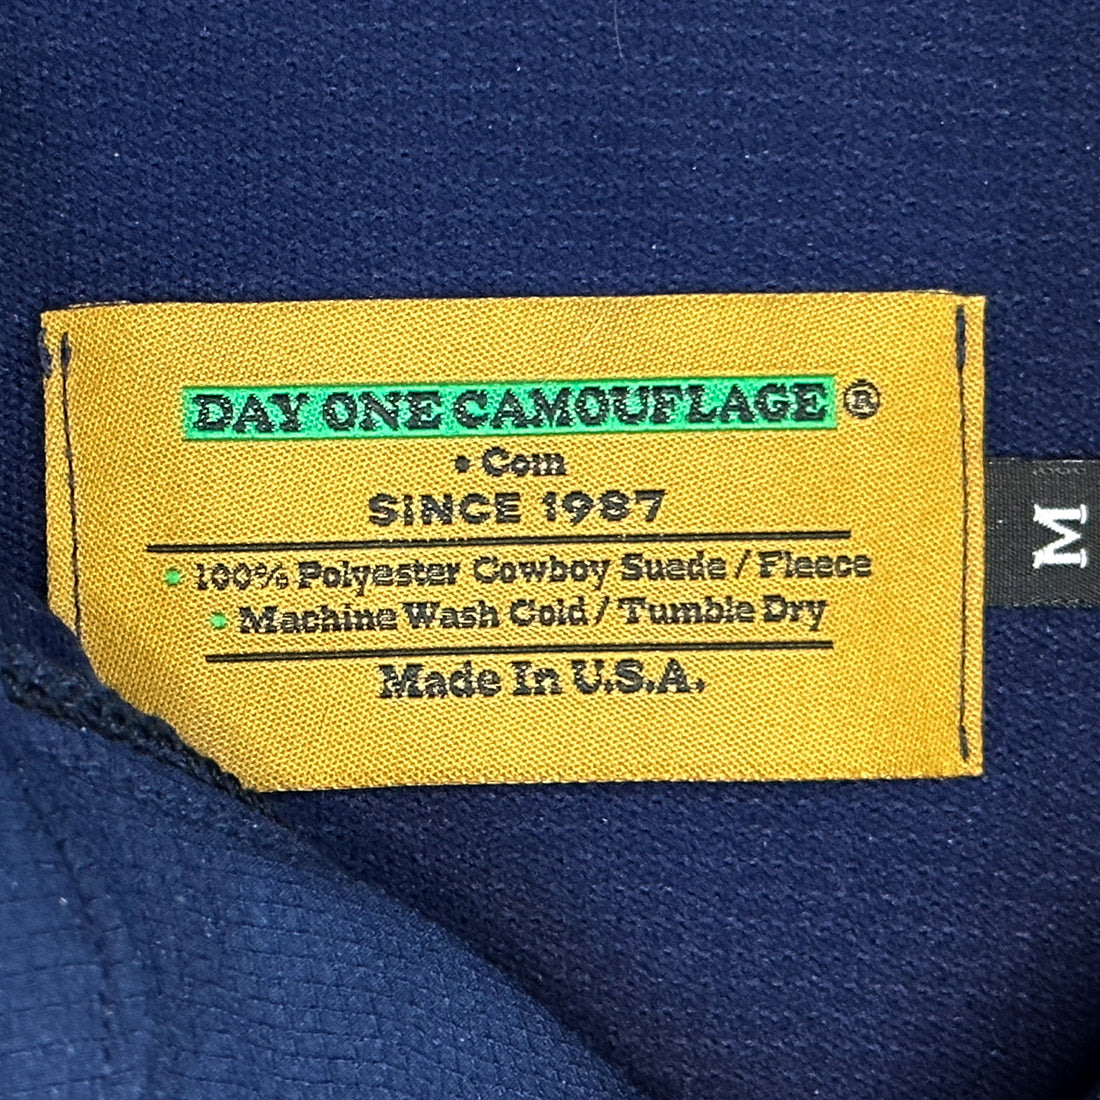 DAY ONE CAMOUFLAGE ®
• Com
SINCE 1987
• 100% Polyester Cowboy Suede / Fleece
• Machine Wash Cold / Tumble Dry
Made In U.S.A.
M